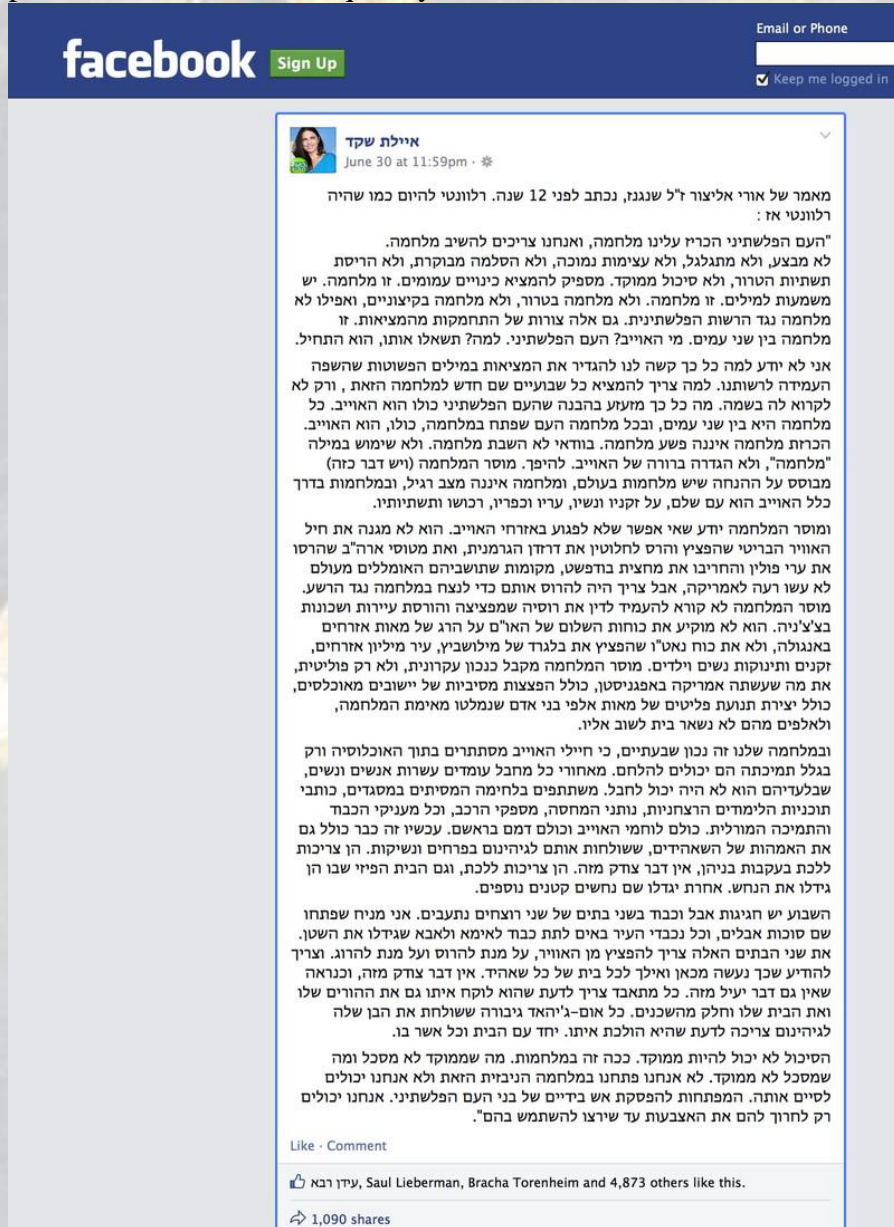 facebook Sign Up
Email or Phone
Keep me logged in
איילת שקד
June 30 at 11:59pm ·
מאמר של אורי אליצור ז"ל שנגנז, נכתב לפני 12 שנה. רלוונטי להיום כמו שהיה
רלוונטי אז :
"העם הפלשתיני הכריז עלינו מלחמה, ואנחנו צריכים להשיב מלחמה.
לא מבצע, ולא מתגלגל, ולא עצימות נמוכה, ולא הסלמה מבוקרת, ולא הריסת
תשתיות הטרור, ולא סיכול ממוקד. מספיק להמציא כינויים עמומים. זו מלחמה. יש
משמעות למילים. זו מלחמה. ולא מלחמה בטרור, ולא מלחמה בקיצוניים, ואפילו לא
מלחמה נגד הרשות הפלשתינית. גם אלה צורות של התחמקות מהמציאות. זו
מלחמה בין שני עמים. מי האוייב? העם הפלשתיני. למה? תשאלו אותו, הוא התחיל.
אני לא יודע למה כל כך קשה לנו להגדיר את המציאות במילים הפשוטות שהשפה
העמידה לרשותנו. למה צריך להמציא כל שבועיים שם חדש למלחמה הזאת , ורק לא
לקרוא לה בשמה. מה כל כך מזעזע בהבנה שהעם הפלשתיני כולו הוא האוייב. כל
מלחמה היא בין שני עמים, ובכל מלחמה העם שפתח במלחמה, כולו, הוא האוייב.
הכרזת מלחמה איננה פשע מלחמה. בוודאי לא השבת מלחמה. ולא שימוש במילה
"מלחמה", ולא הגדרה ברורה של האוייב. להיפך. מוסר המלחמה (ויש דבר כזה)
מבוסס על ההנחה שיש מלחמות בעולם, ומלחמה איננה מצב רגיל, ובמלחמות בדרך
כלל האוייב הוא עם שלם, על זקניו ונשיו, עריו וכפריו, רכושו ותשתיותיו.
ומוסר המלחמה יודע שאי אפשר שלא לפגוע באזרחי האוייב. הוא לא מגנה את חיל
האוויר הבריטי שהפציץ והרס לחלוטין את דרזדן הגרמנית, ואת מטוסי ארה"ב שהרסו
את ערי פולין והחריבו את מחצית בודפשט, מקומות שתושביהם האומללים מעולם
לא עשו רעה לאמריקה, אבל צריך היה להרוס אותם כדי לנצח במלחמה נגד הרשע.
מוסר המלחמה לא קורא להעמיד לדין את רוסיה שמפציצה והורסת עיירות ושכונות
בצ'צ'ניה. הוא לא מוקיע את כוחות השלום של האו"ם על הרג של מאות אזרחים
באנגולה, ולא את כוח נאט"ו שהפציץ את בלגרד של מילושביץ, עיר מיליון אזרחים,
זקנים ותינוקות נשים וילדים. מוסר המלחמה מקבל כנכון עקרונית, ולא רק פוליטית,
את מה שעשתה אמריקה באפגניסטן, כולל הפצצות מסיביות של יישובים מאוכלסים,
כולל יצירת תנועת פליטים של מאות אלפי בני אדם שנמלטו מאימת המלחמה,
ולאלפים מהם לא נשאר בית לשוב אליו.
ובמלחמה שלנו זה נכון שבעתיים, כי חיילי האוייב מסתתרים בתוך האוכלוסיה ורק
בגלל תמיכתה הם יכולים להלחם. מאחורי כל מחבל עומדים עשרות אנשים ונשים,
שבלעדיהם הוא לא היה יכול לחבל. משתתפים בלחימה המסיתים במסגדים, כותבי
תוכניות הלימודים הרצחניות, נותני המחסה, מספקי הרכב, וכל מעניקי הכבוד
והתמיכה המורלית. כולם לוחמי האוייב וכולם דמם בראשם. עכשיו זה כבר כולל גם
את האמהות של השאהידים, ששולחות אותם לגיהינום בפרחים ונשיקות. הן צריכות
ללכת בעקבות בניהן, אין דבר צודק מזה. הן צריכות ללכת, וגם הבית הפיזי שבו הן
גידלו את הנחש. אחרת יגדלו שם נחשים קטנים נוספים.
השבוע יש חגיגות אבל וכבוד בשני בתים של שני רוצחים נתעבים. אני מניח שפתחו
שם סוכות אבלים, וכל נכבדי העיר באים לתת כבוד לאימא ולאבא שגידלו את השטן.
את שני הבתים האלה צריך להפציץ מן האוויר, על מנת להרוס ועל מנת להרוג. וצריך
להודיע שכך נעשה מכאן ואילך לכל בית של כל שאהיד. אין דבר צודק מזה, וכנראה
שאין גם דבר יעיל מזה. כל מתאבד צריך לדעת שהוא לוקח איתו גם את ההורים שלו
ואת הבית שלו וחלק מהשכנים. כל אום-ג'יהאד גיבורה ששולחת את הבן שלה
לגיהינום צריכה לדעת שהיא הולכת איתו. יחד עם הבית וכל אשר בו.
הסיכול לא יכול להיות ממוקד. ככה זה במלחמות. מה שממוקד לא מסכל ומה
שמסכל לא ממוקד. לא אנחנו פתחנו במלחמה הניבזית הזאת ולא אנחנו יכולים
לסיים אותה. המפתחות להפסקת אש בידיים של בני העם הפלשתיני. אנחנו יכולים
רק לחרוך להם את האצבעות עד שירצו להשתמש בהם".
Like · Comment
עידן רבא, Saul Lieberman, Bracha Torenheim and 4,873 others like this.
1,090 shares